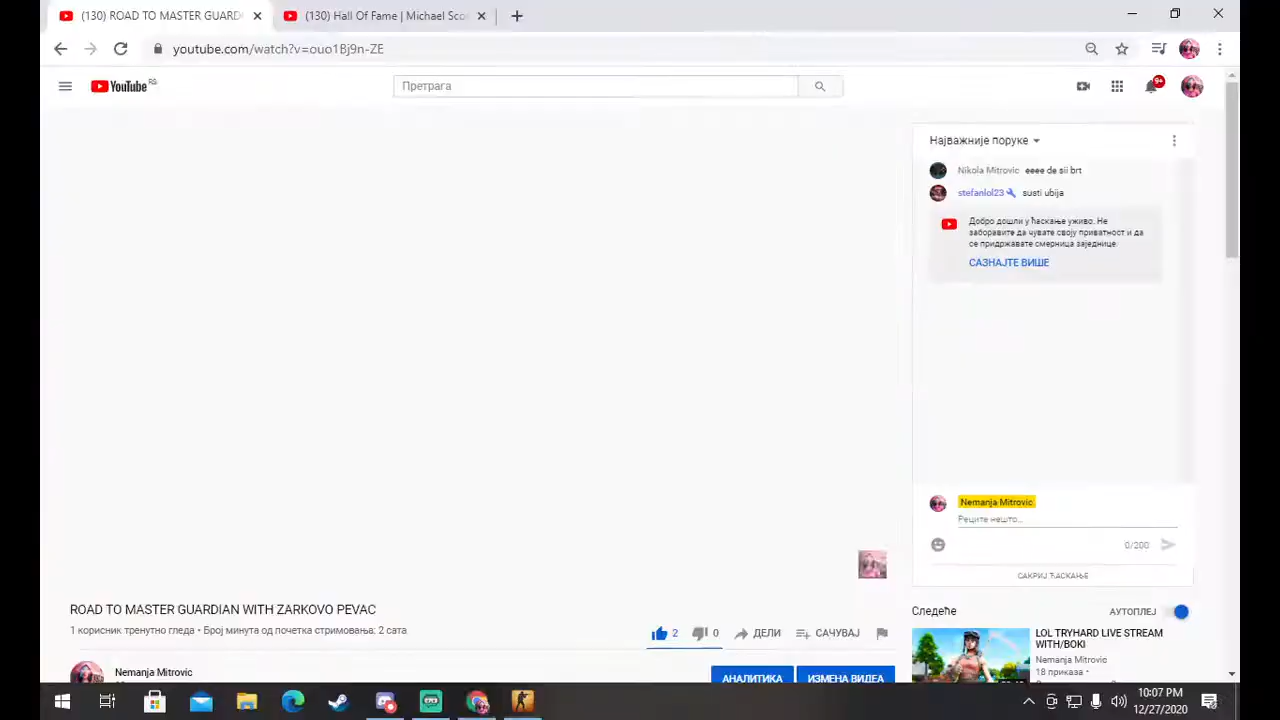 (130) ROAD TO MASTER GUARD
(130) Hall Of Fame | Michael Sco
youtube.com/watch?v=ouo1Bj9n-ZE
YouTube RS
Претрага
9+
Најважније поруке
Nikola Mitrovic eeee de sii brt
stefanlol23 susti ubija
Добро дошли у ћаскање уживо. Не
заборавите да чувате своју приватност и да
се придржавате смерница заједнице.
САЗНАЈТЕ ВИШЕ
Nemanja Mitrovic
Реците нешто...
0/200
САКРИЈ ЋАСКАЊЕ
ROAD TO MASTER GUARDIAN WITH ZARKOVO PEVAC
1 корисник тренутно гледа • Број минута од почетка стримовања: 2 сата
2
0
ДЕЛИ
САЧУВАЈ
Nemanja Mitrovic
АНАЛИТИКА
ИЗМЕНА ВИДЕА
Следеће
АУТОПЛЕЈ
LOL TRYHARD LIVE STREAM
WITH/BOKI
Nemanja Mitrovic
18 приказа •
10:07 PM
12/27/2020